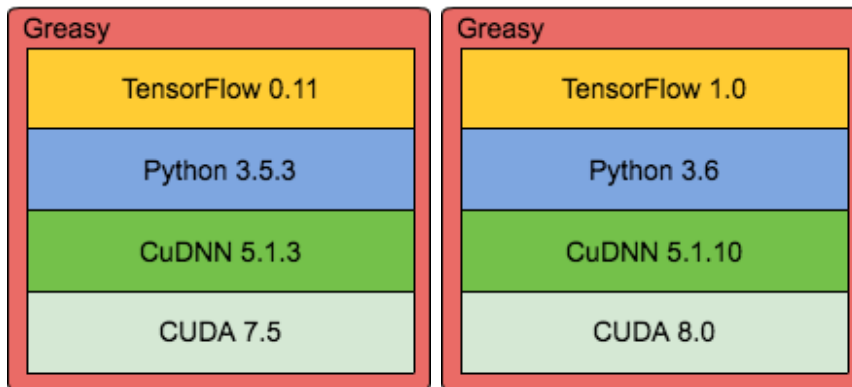 Greasy
TensorFlow 0.11
Python 3.5.3
CuDNN 5.1.3
CUDA 7.5
Greasy
TensorFlow 1.0
Python 3.6
CuDNN 5.1.10
CUDA 8.0